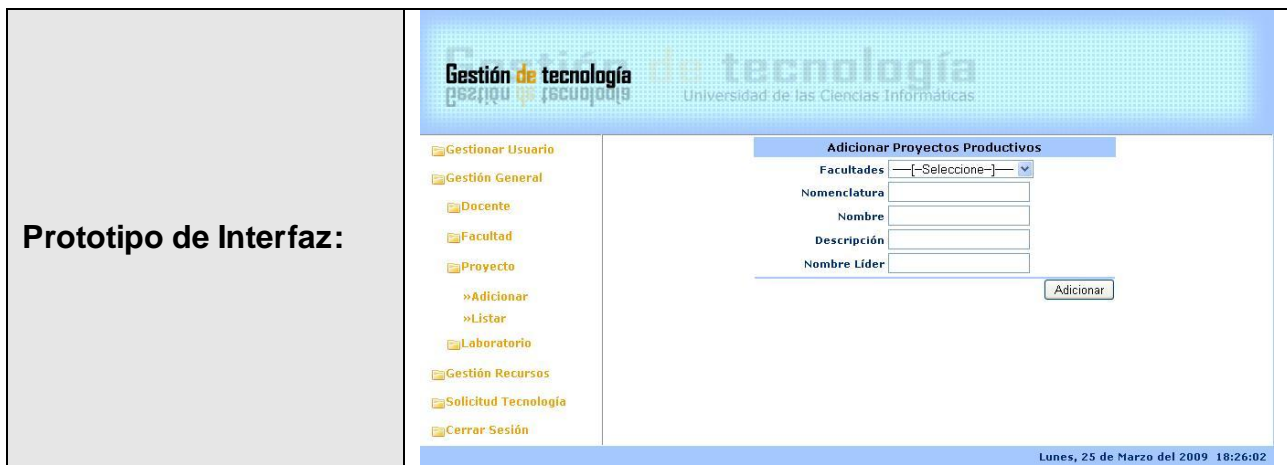 Prototipo de Interfaz:
Gestión de tecnología
Gestión de tecnología
Universidad de las Ciencias Informáticas
Gestionar Usuario
Gestión General
Docente
Facultad
Proyecto
»Adicionar
»Listar
Laboratorio
Gestión Recursos
Solicitud Tecnología
Cerrar Sesión
Adicionar Proyectos Productivos
Facultades ──[-Seleccione-]──
Nomenclatura
Nombre
Descripción
Nombre Líder
Adicionar
Lunes, 25 de Marzo del 2009 18:26:02